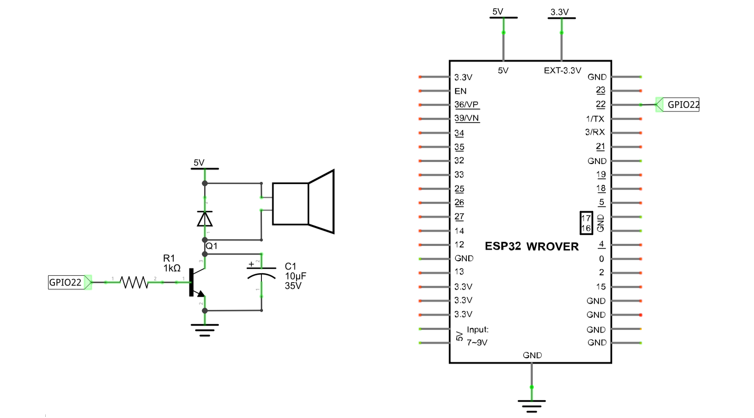 5V
3.3V
5V
EXT-3.3V
3.3V
EN
36/VP
39/VN
34
35
32
33
25
26
27
14
12
GND
13
3.3V
3.3V
3.3V
5V
Input:
7~9V
GND
23
22
1/TX
3/RX
21
GND
19
18
5
17
16
GND
4
0
2
15
GND
GND
GND
GND
ESP32 WROVER
GND
GPIO22
5V
Q1
R1
1kΩ
C1
10µF
35V
+
GPIO22